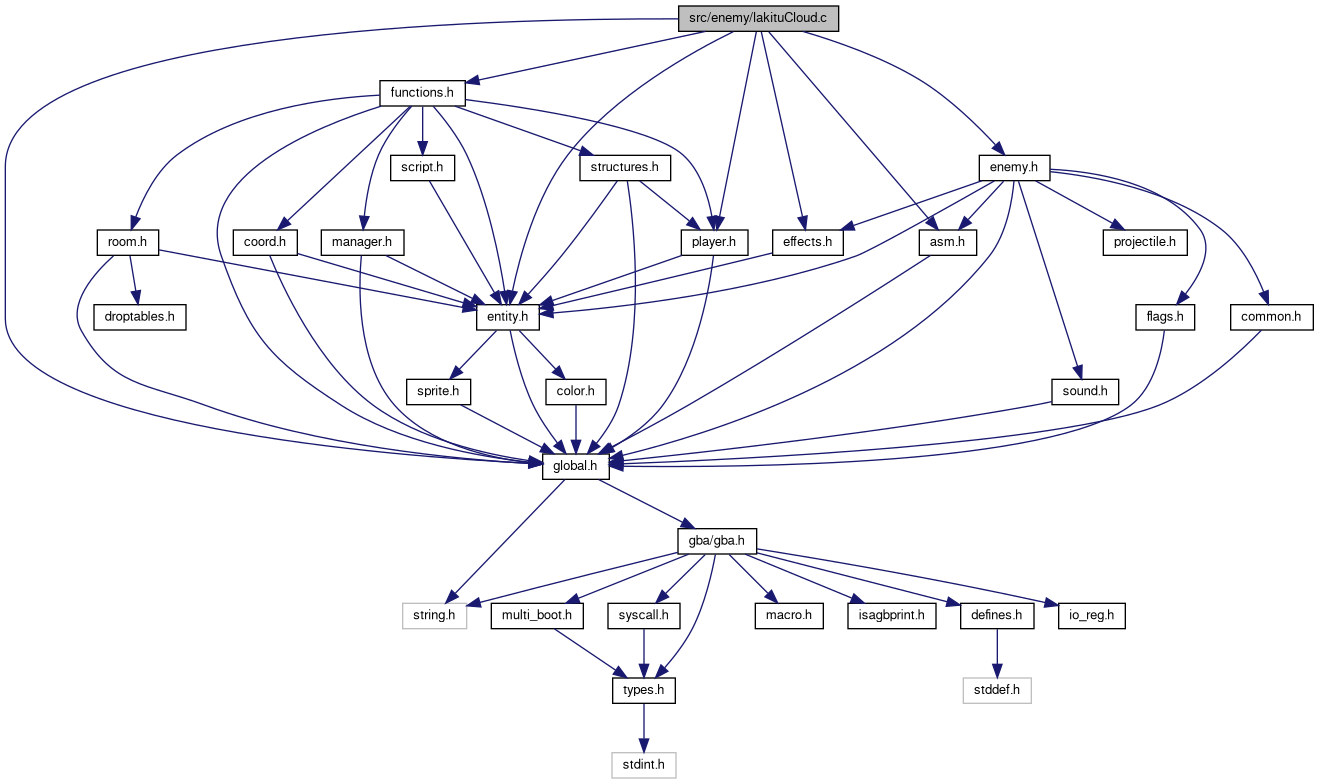 src/enemy/lakituCloud.c
functions.h
script.h
structures.h
enemy.h
room.h
coord.h
manager.h
player.h
effects.h
asm.h
projectile.h
droptables.h
entity.h
flags.h
common.h
sprite.h
color.h
sound.h
global.h
gba/gba.h
string.h
multi_boot.h
syscall.h
macro.h
isagbprint.h
defines.h
io_reg.h
types.h
stddef.h
stdint.h